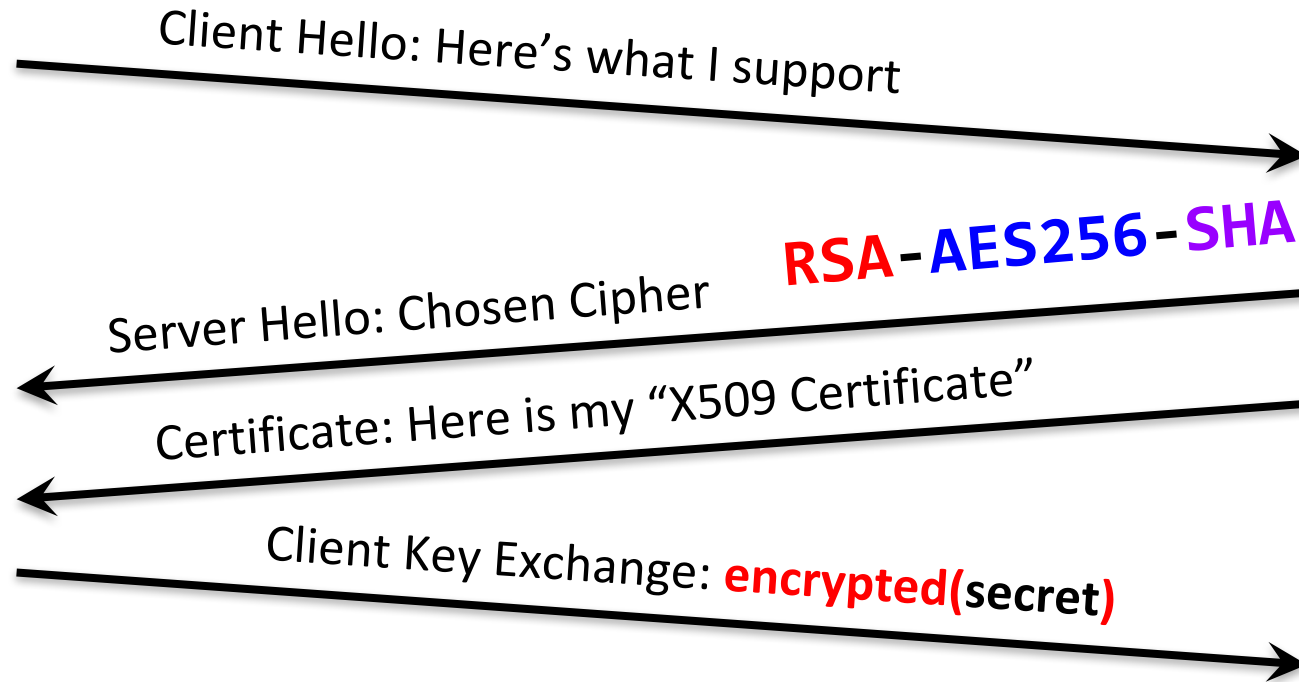 Client Hello: Here’s what I support
RSA-AES256-SHA
Server Hello: Chosen Cipher
Certificate: Here is my “X509 Certificate”
Client Key Exchange: encrypted(secret)